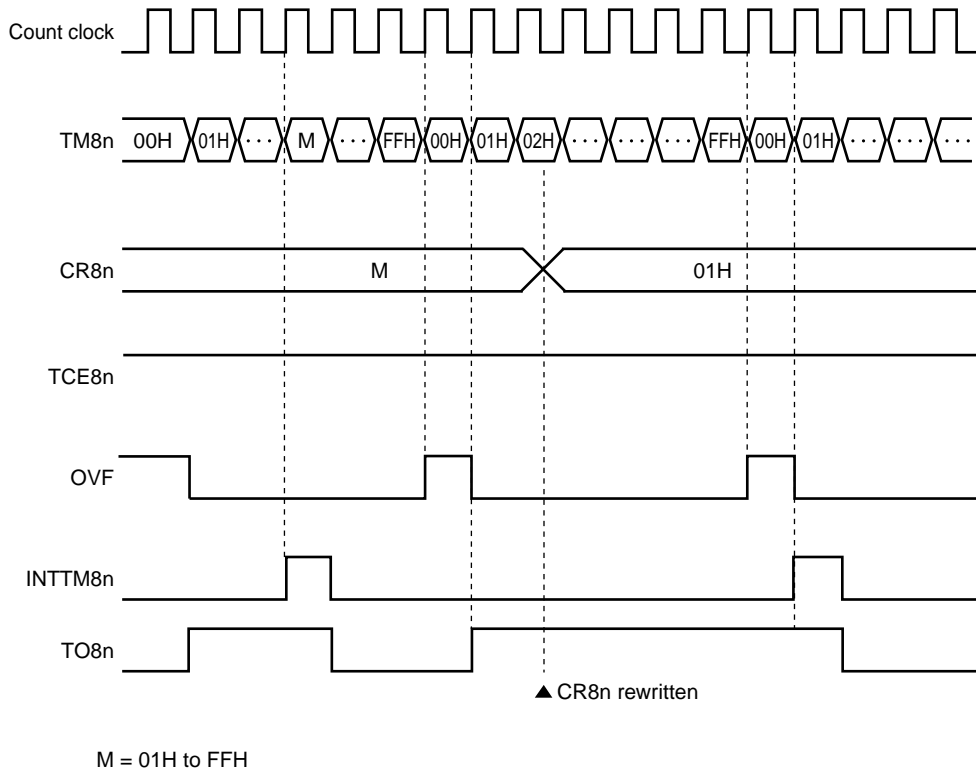 Count clock
TM8n 00H 01H ··· M ··· FFH 00H 01H 02H ··· ··· ··· FFH 00H 01H ··· ··· ···
CR8n M 01H
TCE8n
OVF
INTTM8n
TO8n
▲ CR8n rewritten
M = 01H to FFH